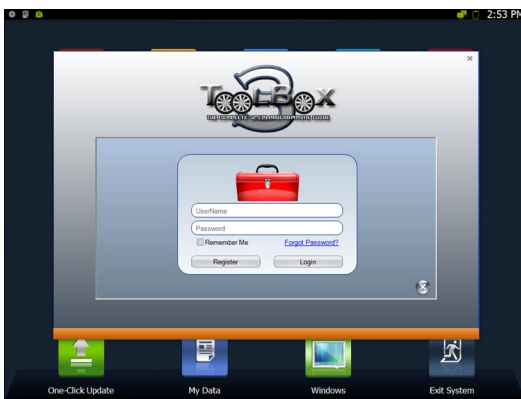 2:53 PM
ToolBox
3
UserName
Password
Remember Me
Forgot Password?
Register
Login
One-Click Update
My Data
Windows
Exit System